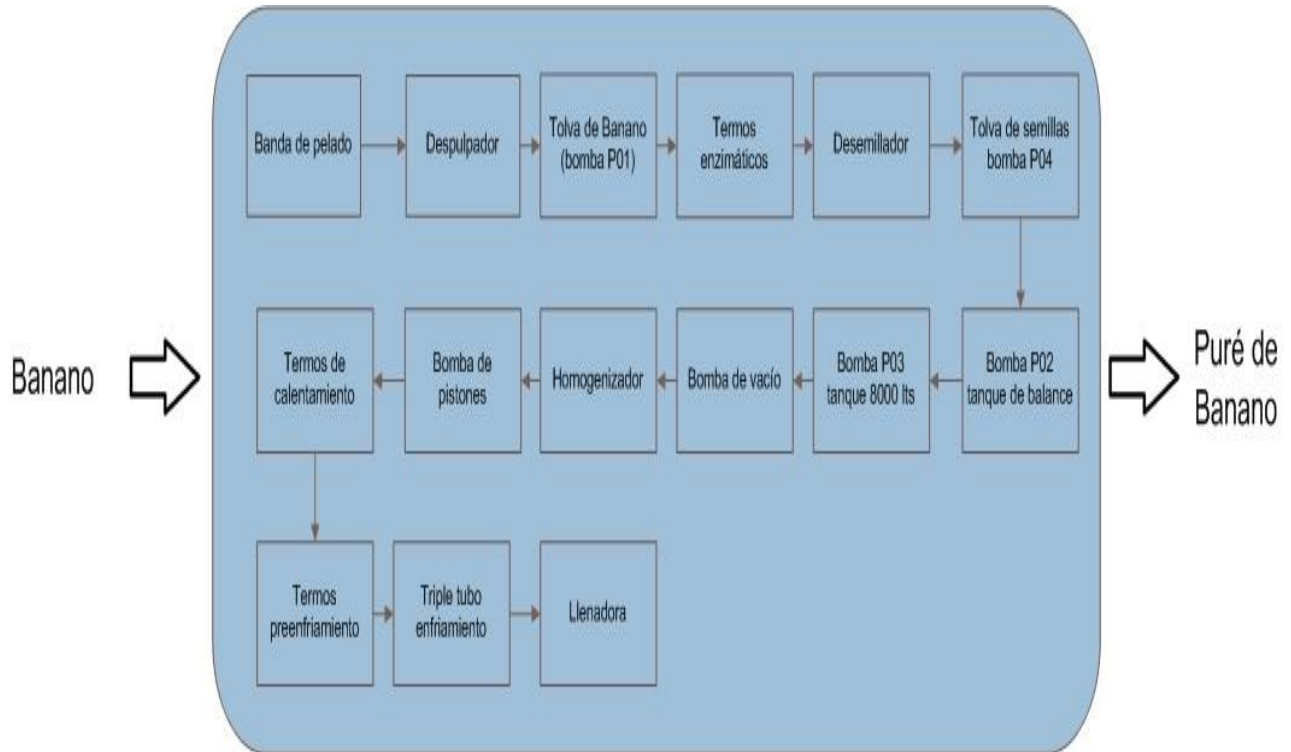 Banda de pelado
Despulpador
Tolva de Banano
(bomba P01)
Termos
enzimáticos
Desemillador
Tolva de semillas
bomba P04
Banano
Termos de
calentamiento
Bomba de
pistones
Homogenizador
Bomba de vacío
Bomba P03
tanque 8000 lts
Bomba P02
tanque de balance
Puré de
Banano
Termos
preenfriamiento
Triple tubo
enfriamiento
Llenadora